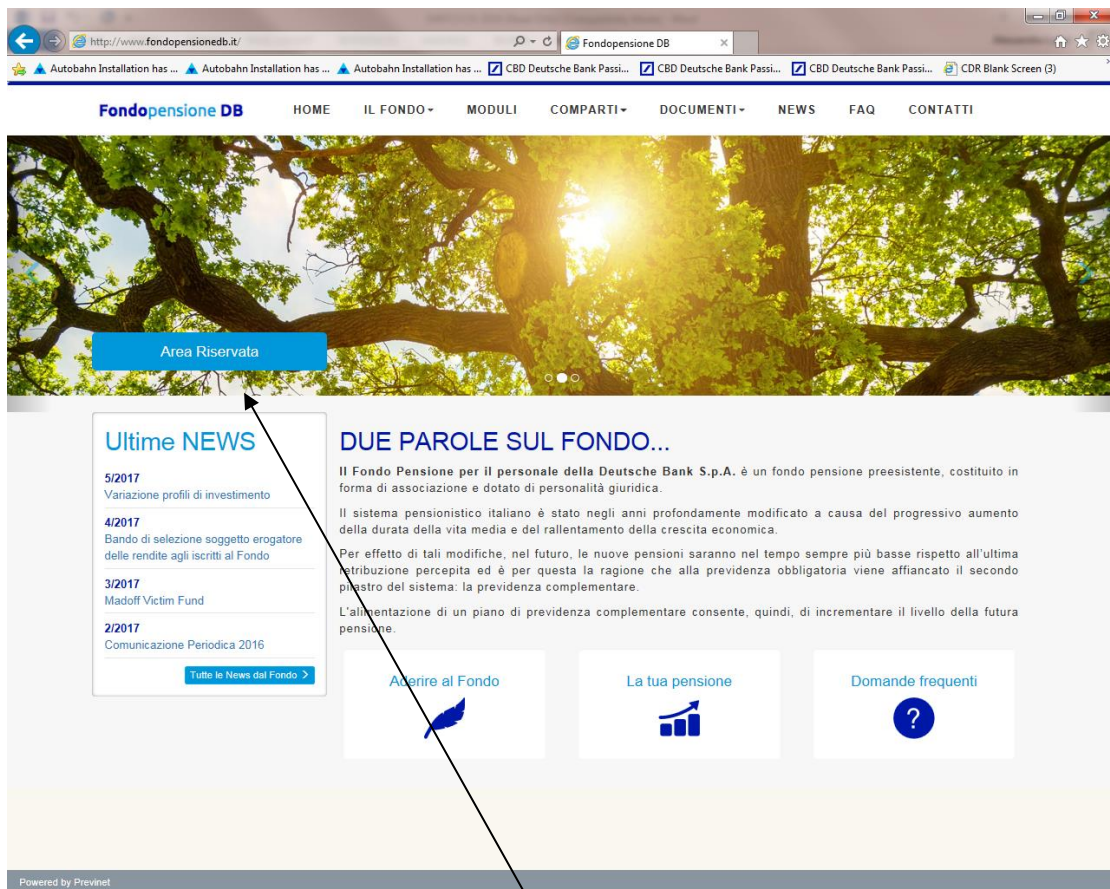 http://www.fondopensionedb.it/
Fondopensione DB
Autobahn Installation has ... Autobahn Installation has ... Autobahn Installation has ... CBD Deutsche Bank Passi... CBD Deutsche Bank Passi... CBD Deutsche Bank Passi... CDR Blank Screen (3)
Fondopensione DB HOME IL FONDO MODULI COMPARTI DOCUMENTI NEWS FAQ CONTATTI
Area Riservata
Ultime NEWS
5/2017
Variazione profili di investimento
4/2017
Bando di selezione soggetto erogatore
delle rendite agli iscritti al Fondo
3/2017
Madoff Victim Fund
2/2017
Comunicazione Periodica 2016
Tutte le News dal Fondo >
DUE PAROLE SUL FONDO...
Il Fondo Pensione per il personale della Deutsche Bank S.p.A. è un fondo pensione preesistente, costituito in
forma di associazione e dotato di personalità giuridica.
Il sistema pensionistico italiano è stato negli anni profondamente modificato a causa del progressivo aumento
della durata della vita media e del rallentamento della crescita economica.
Per effetto di tali modifiche, nel futuro, le nuove pensioni saranno nel tempo sempre più basse rispetto all'ultima
retribuzione percepita ed è per questa la ragione che alla previdenza obbligatoria viene affiancato il secondo
pilastro del sistema: la previdenza complementare.
L'alimentazione di un piano di previdenza complementare consente, quindi, di incrementare il livello della futura
pensione.
Aderire al Fondo
La tua pensione
Domande frequenti
?
Powered by Previnet